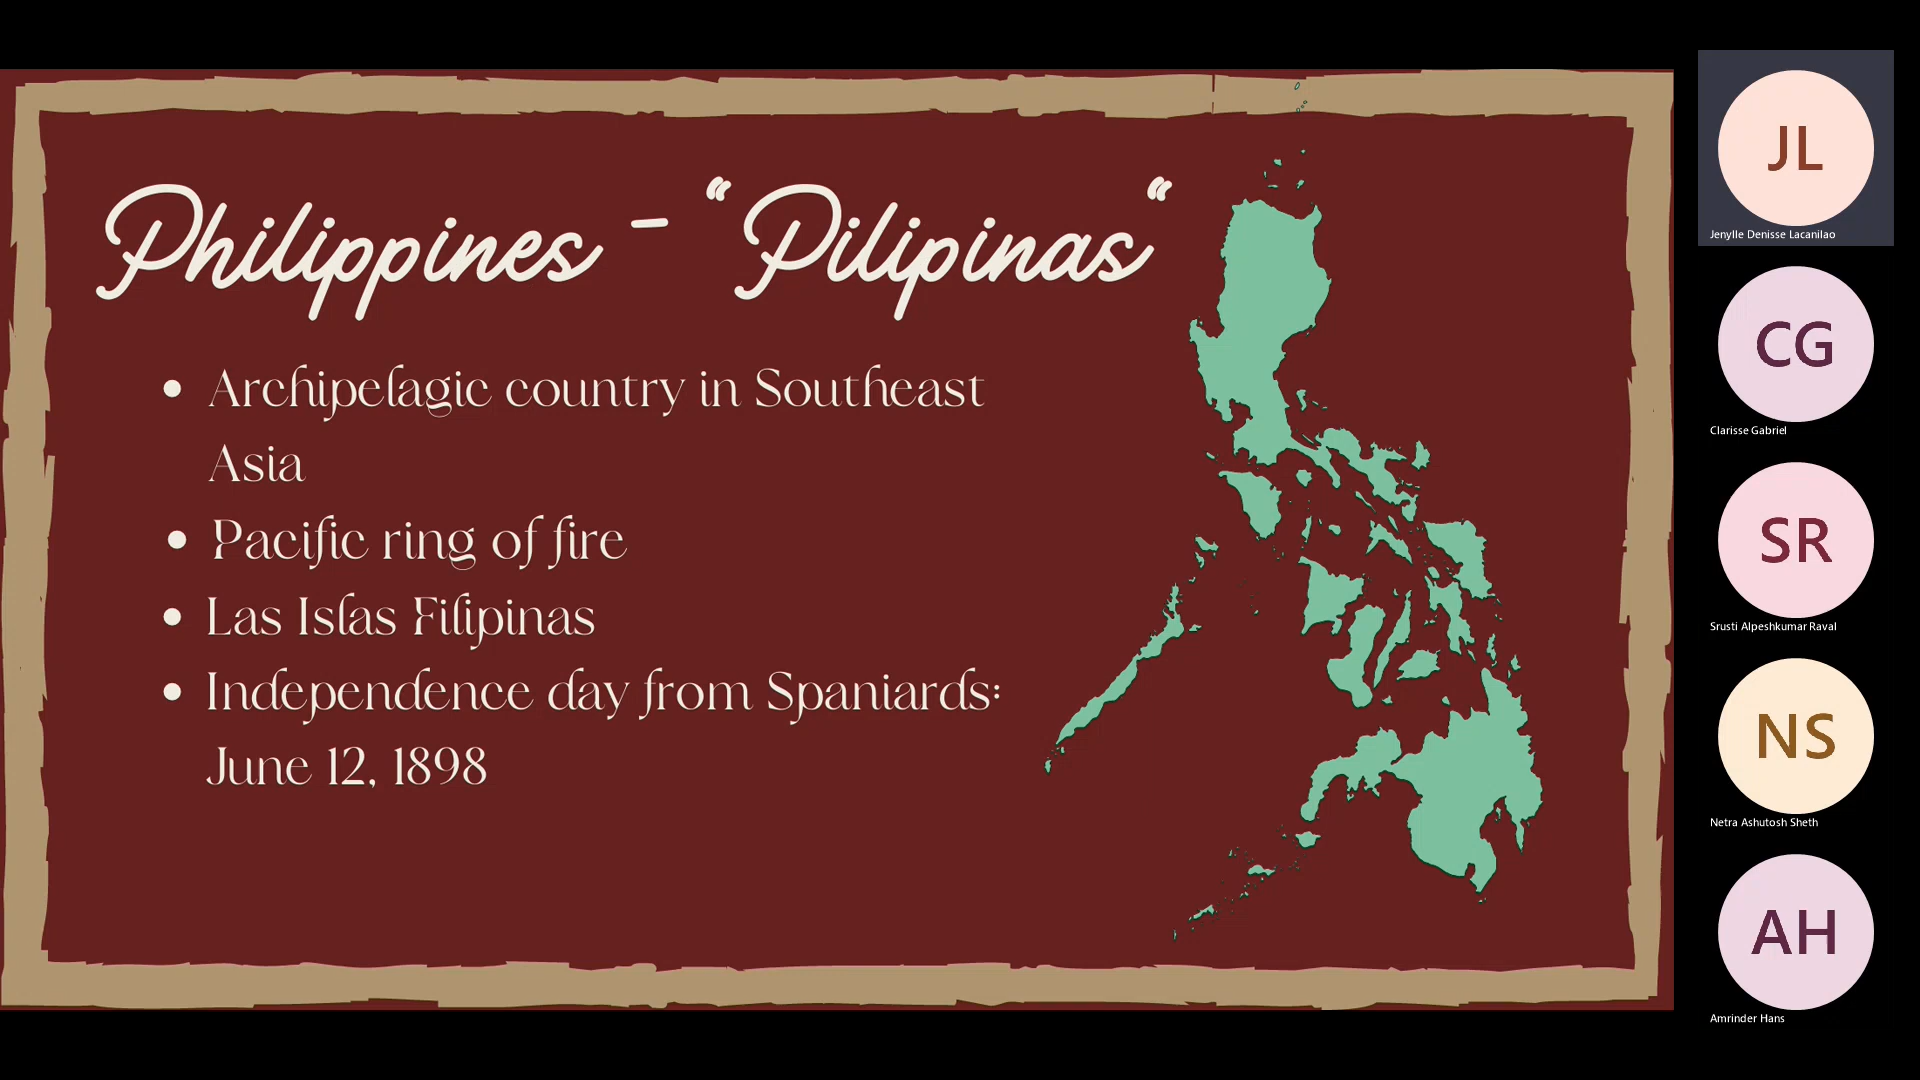 Philippines - “Pilipinas“
Archipelagic country in Southeast
Asia
Pacific ring of fire
Las Islas Filipinas
Independence day from Spaniards:
June 12, 1898
JL
Jenylle Denisse Lacanilao
CG
Clarisse Gabriel
SR
Srusti Alpeshkumar Raval
NS
Netra Ashutosh Sheth
AH
Amrinder Hans